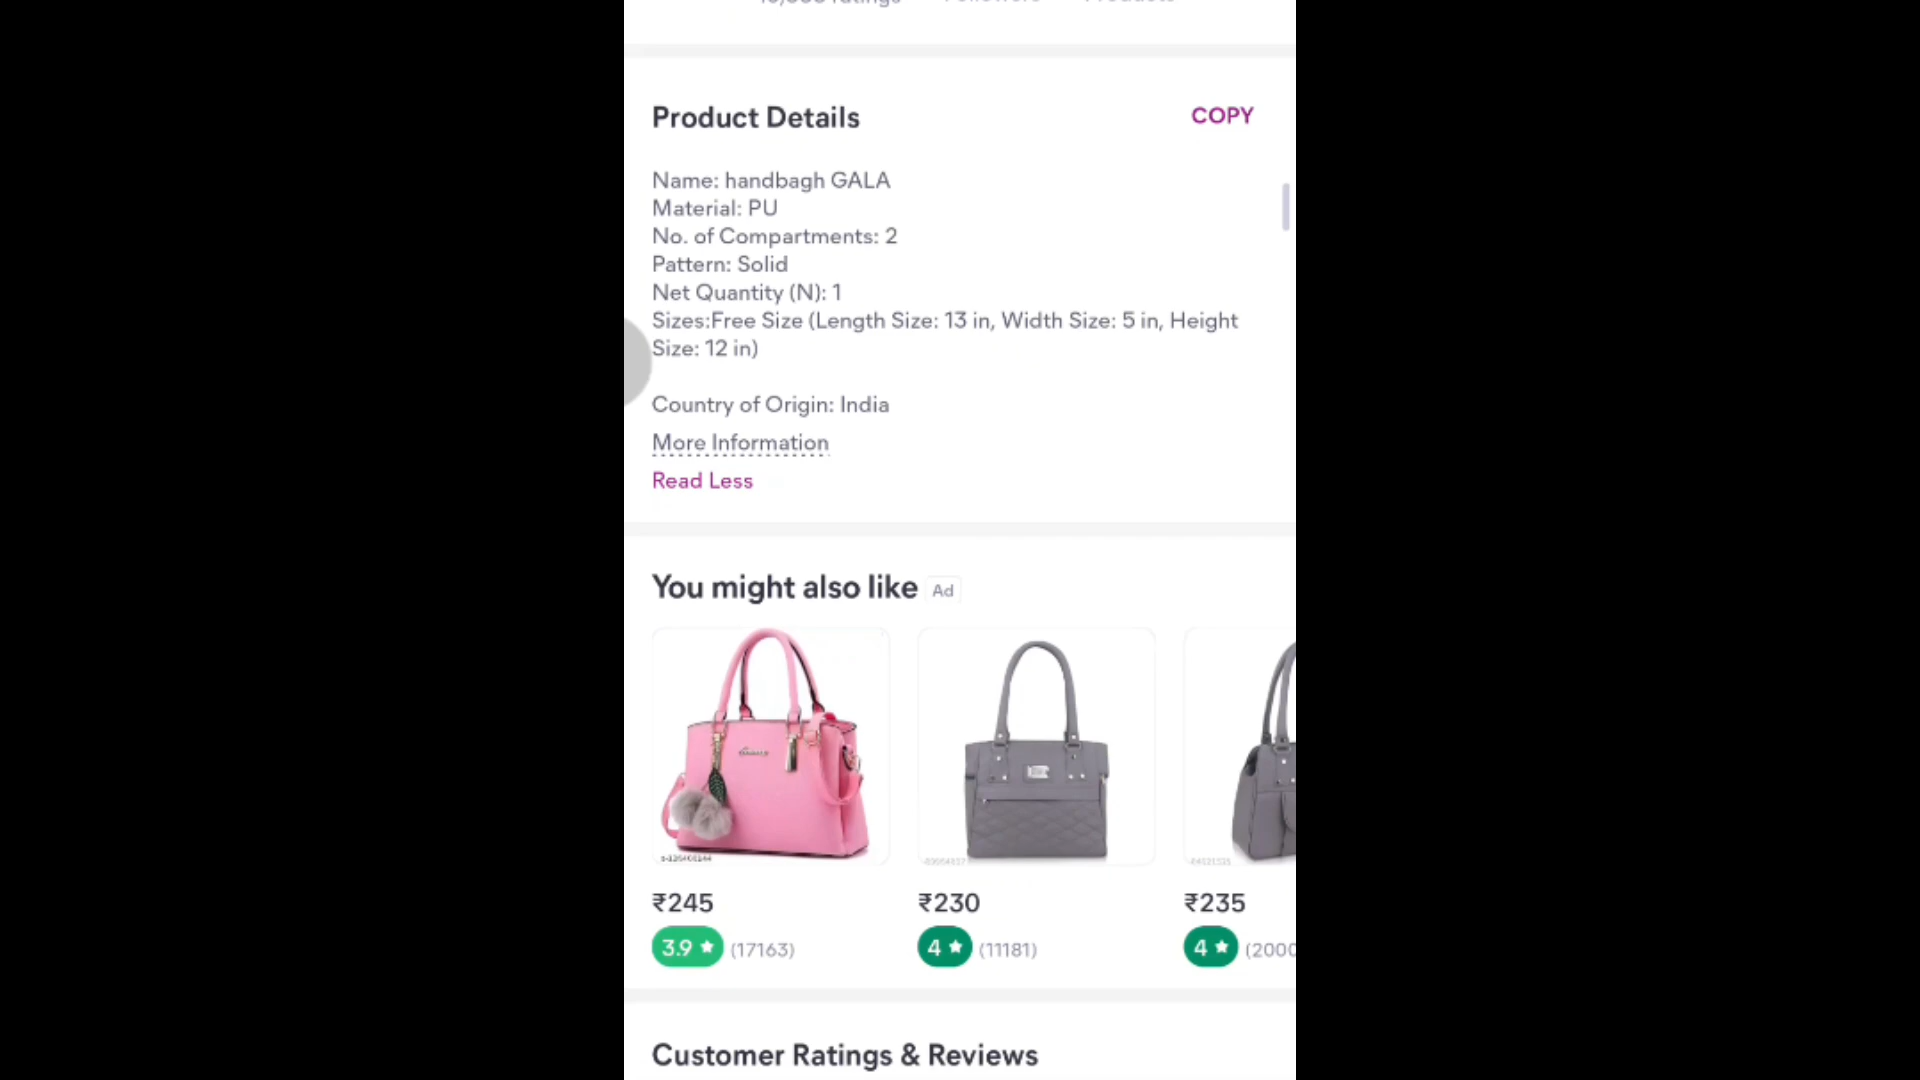 Product Details
COPY
Name: handbagh GALA
Material: PU
No. of Compartments: 2
Pattern: Solid
Net Quantity (N): 1
Sizes:Free Size (Length Size: 13 in, Width Size: 5 in, Height
Size: 12 in)
Country of Origin: India
More Information
Read Less
You might also like Ad
₹245
₹230
₹235
3.9 ★ (17163)
4 ★ (11181)
4 ★ (2000
Customer Ratings & Reviews